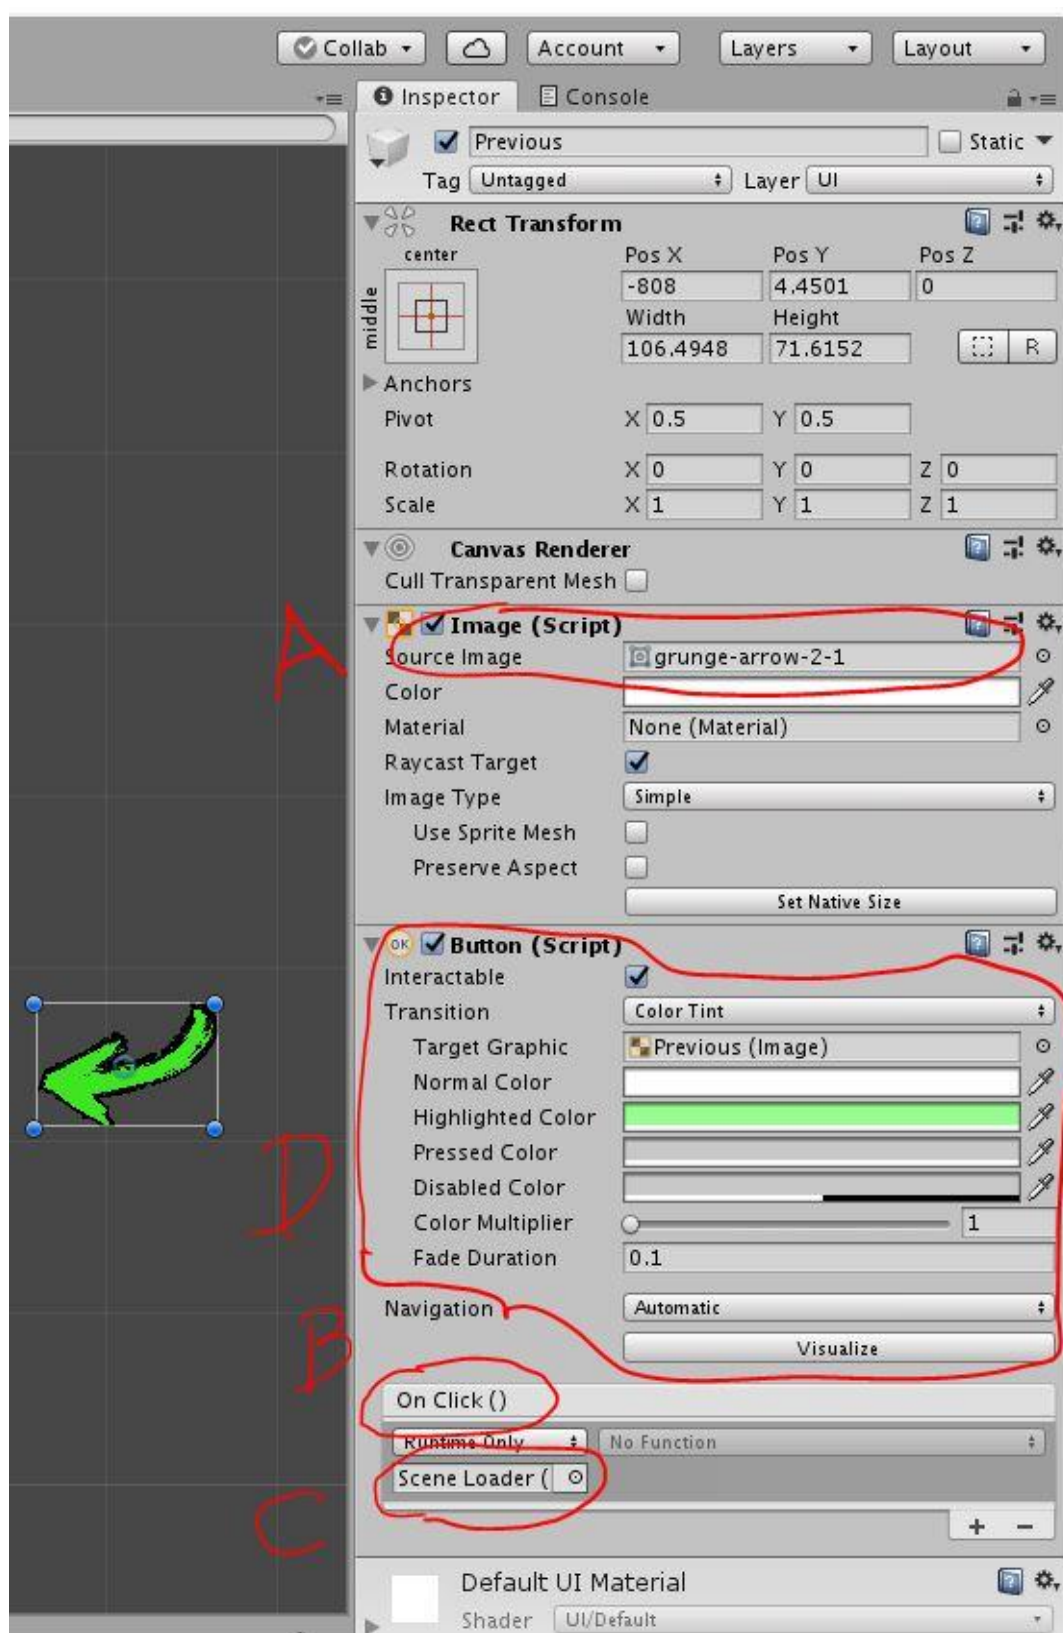 Collab Account Layers Layout
Inspector Console
Previous Static
Tag Untagged Layer UI
Rect Transform
center Pos X Pos Y Pos Z
middle -808 4.4501 0
Width Height
106.4948 71.6152 R
Anchors
Pivot X 0.5 Y 0.5
Rotation X 0 Y 0 Z 0
Scale X 1 Y 1 Z 1
Canvas Renderer
Cull Transparent Mesh
A
Image (Script)
Source Image grunge-arrow-2-1
Color
Material None (Material)
Raycast Target
Image Type Simple
Use Sprite Mesh
Preserve Aspect
Set Native Size
OK Button (Script)
Interactable
Transition Color Tint
Target Graphic Previous (Image)
Normal Color
Highlighted Color
Pressed Color
D Disabled Color
Color Multiplier 1
Fade Duration 0.1
Navigation Automatic
B Visualize
On Click ()
Runtime Only No Function
Scene Loader (
C
+ −
Default UI Material
Shader UI/Default